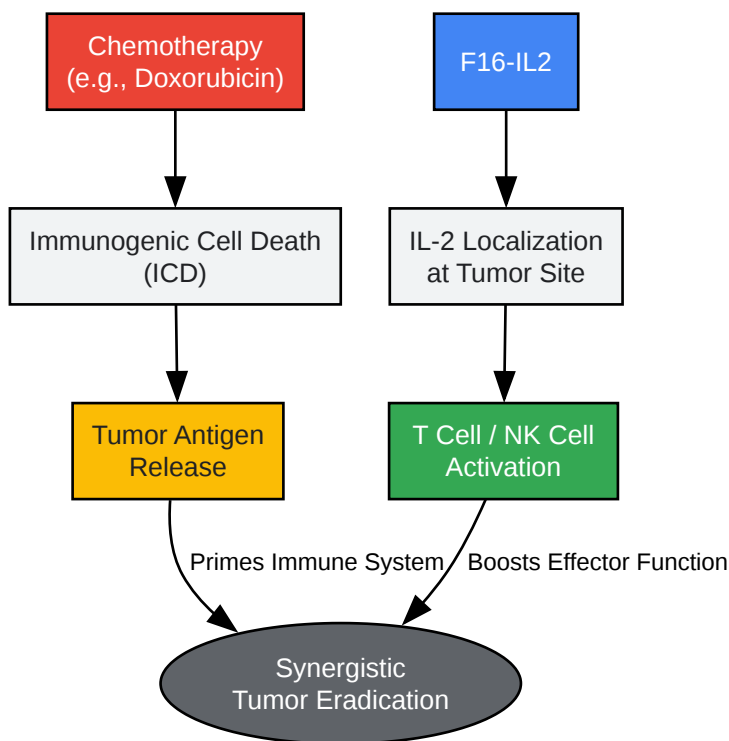 Chemotherapy
(e.g., Doxorubicin)
F16-IL2
Immunogenic Cell Death
(ICD)
IL-2 Localization
at Tumor Site
Tumor Antigen
Release
T Cell / NK Cell
Activation
Primes Immune System
Boosts Effector Function
Synergistic
Tumor Eradication